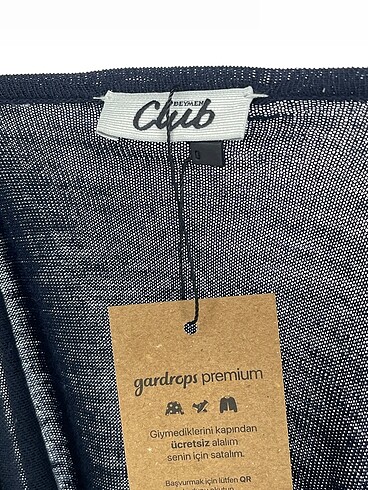 BEYMEN
Club
gardrops premium
Giymediklerini kapından
ücretsiz alalım
senin için satalım.
Başvurmak için lütfen QR